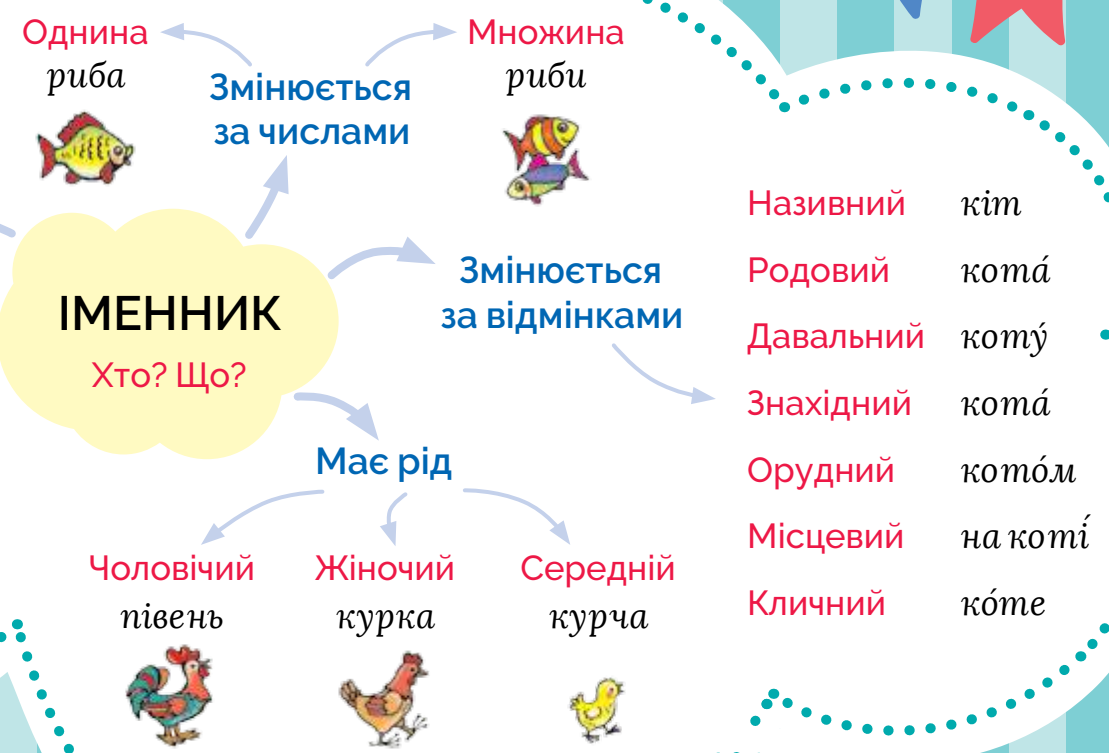 Однина
риба
Змінюється
за числами
Множина
риби
ІМЕННИК
Хто? Що?
Змінюється
за відмінками
Називний кіт
Родовий кота́
Давальний коту́
Знахідний кота́
Орудний кото́м
Місцевий на коті́
Кличний ко́те
Має рід
Чоловічий
півень
Жіночий
курка
Середній
курча